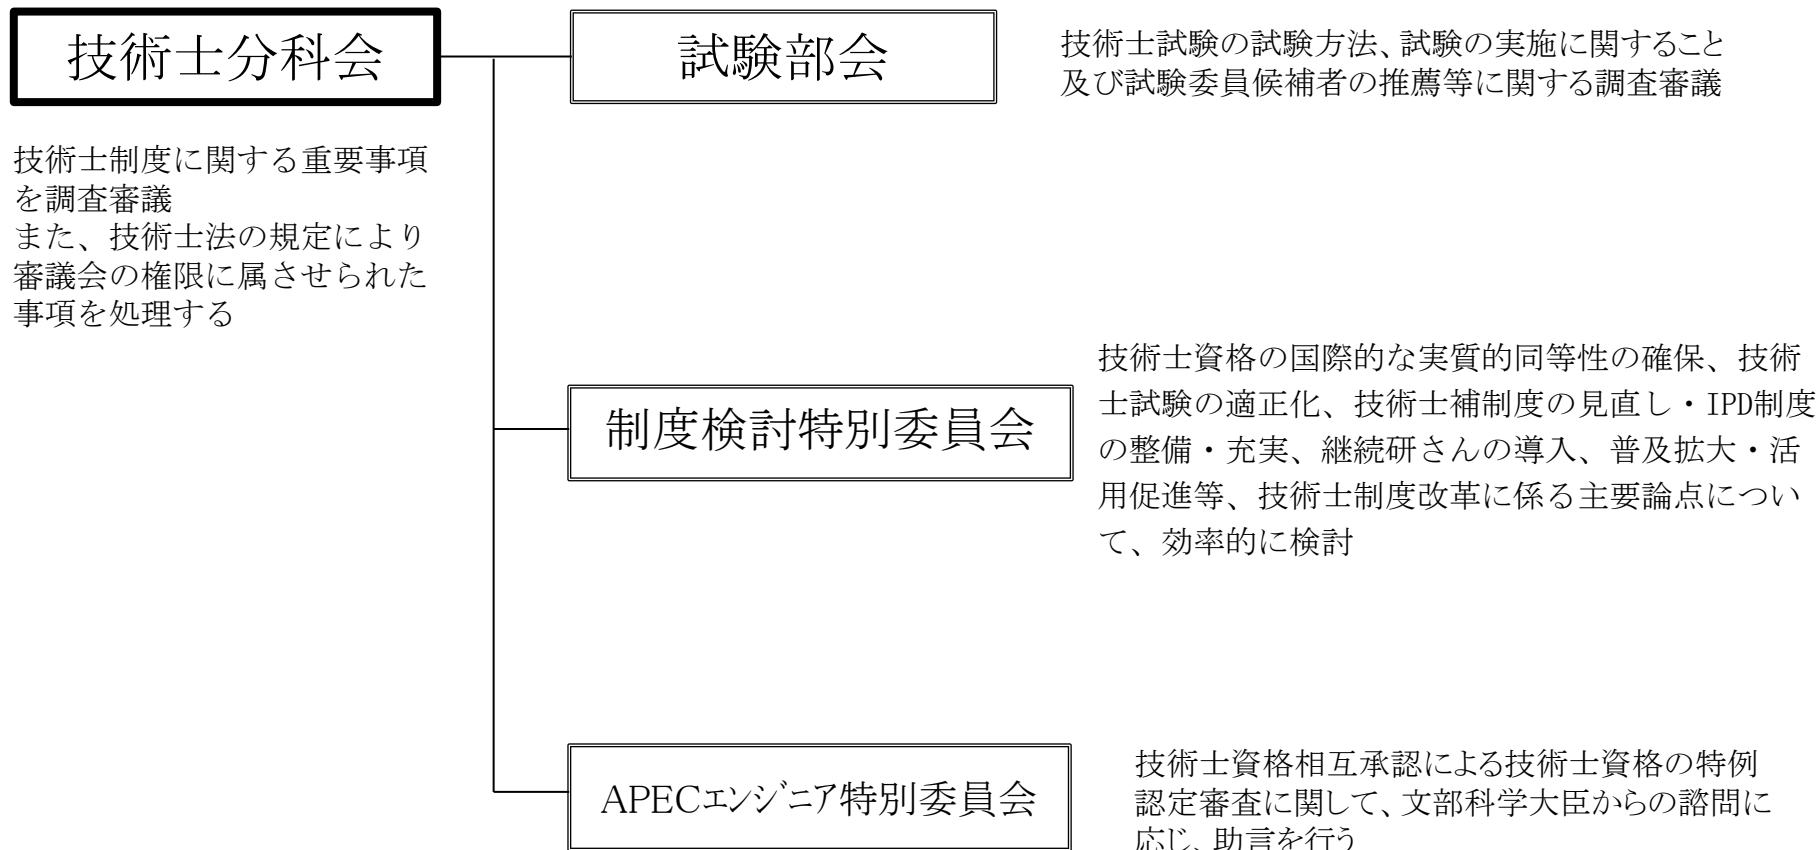 技術士分科会
試験部会
技術士試験の試験方法、試験の実施に関すること
及び試験委員候補者の推薦等に関する調査審議
技術士制度に関する重要事項
を調査審議
また、技術士法の規定により
審議会の権限に属させられた
事項を処理する
制度検討特別委員会
技術士資格の国際的な実質的同等性の確保、技術
士試験の適正化、技術士補制度の見直し・IPD制度
の整備・充実、継続研さんの導入、普及拡大・活
用促進等、技術士制度改革に係る主要論点につい
て、効率的に検討
APECｴﾝｼﾞﾆｱ特別委員会
技術士資格相互承認による技術士資格の特例
認定審査に関して、文部科学大臣からの諮問に
応じ、助言を行う